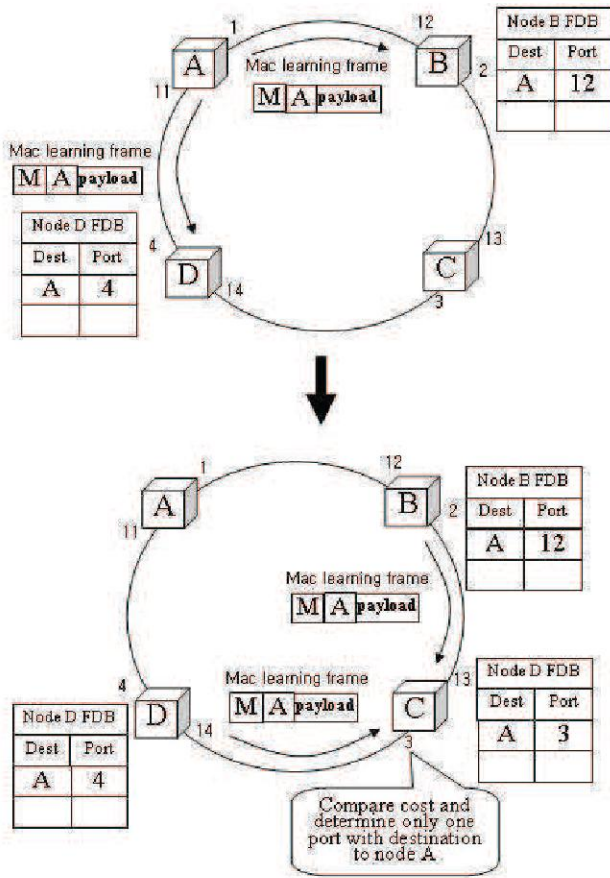 1
12
Node B FDB
Dest Port
A 12
A
B
2
11
Mac learning frame
M A payload
Mac learning frame
M A payload
Node D FDB
Dest Port
A 4
4
D
14
13
C
3
1
12
Node B FDB
Dest Port
A 12
A
B
2
11
Mac learning frame
M A payload
Mac learning frame
M A payload
4
D
14
13
C
3
Node D FDB
Dest Port
A 3
Node D FDB
Dest Port
A 4
Compare cost and
determine only one
port with destination
to node A